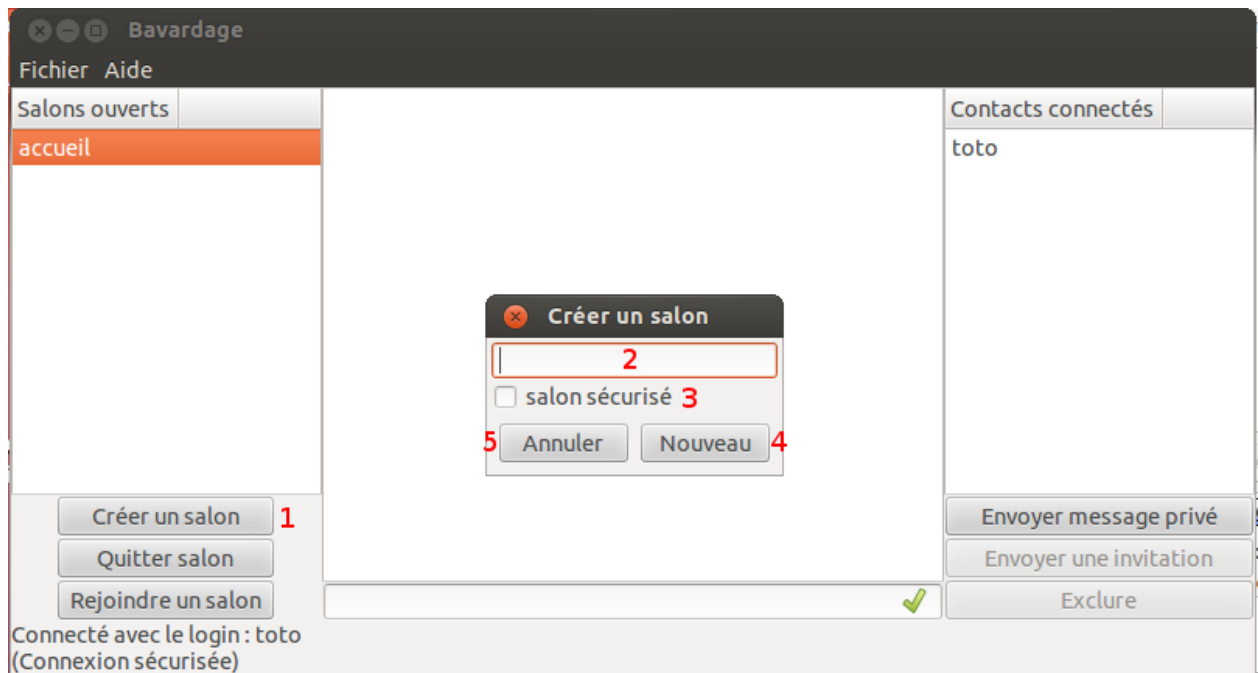 Bavardage
Fichier Aide
Salons ouverts
accueil
Contacts connectés
toto
Créer un salon
2
salon sécurisé 3
5 Annuler Nouveau 4
Créer un salon 1
Quitter salon
Rejoindre un salon
Envoyer message privé
Envoyer une invitation
Exclure
Connecté avec le login : toto
(Connexion sécurisée)